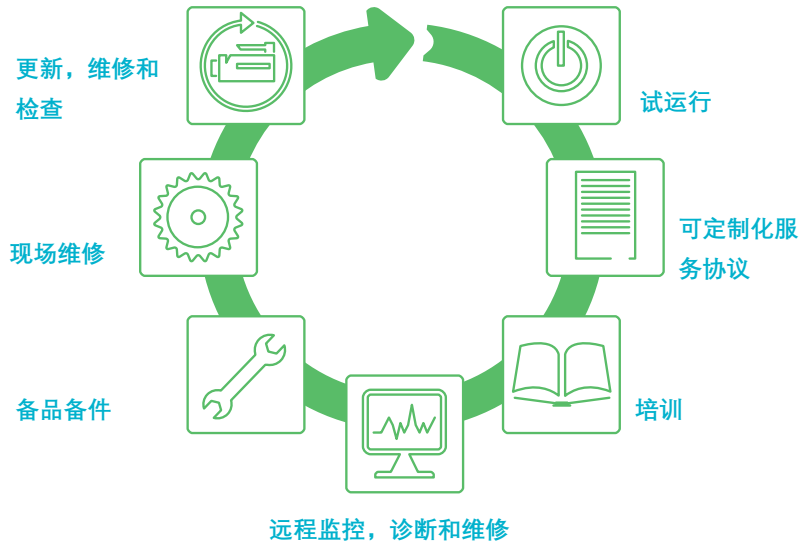 更新，维修和
检查
试运行
可定制化服
务协议
现场维修
备品备件
培训
远程监控，诊断和维修